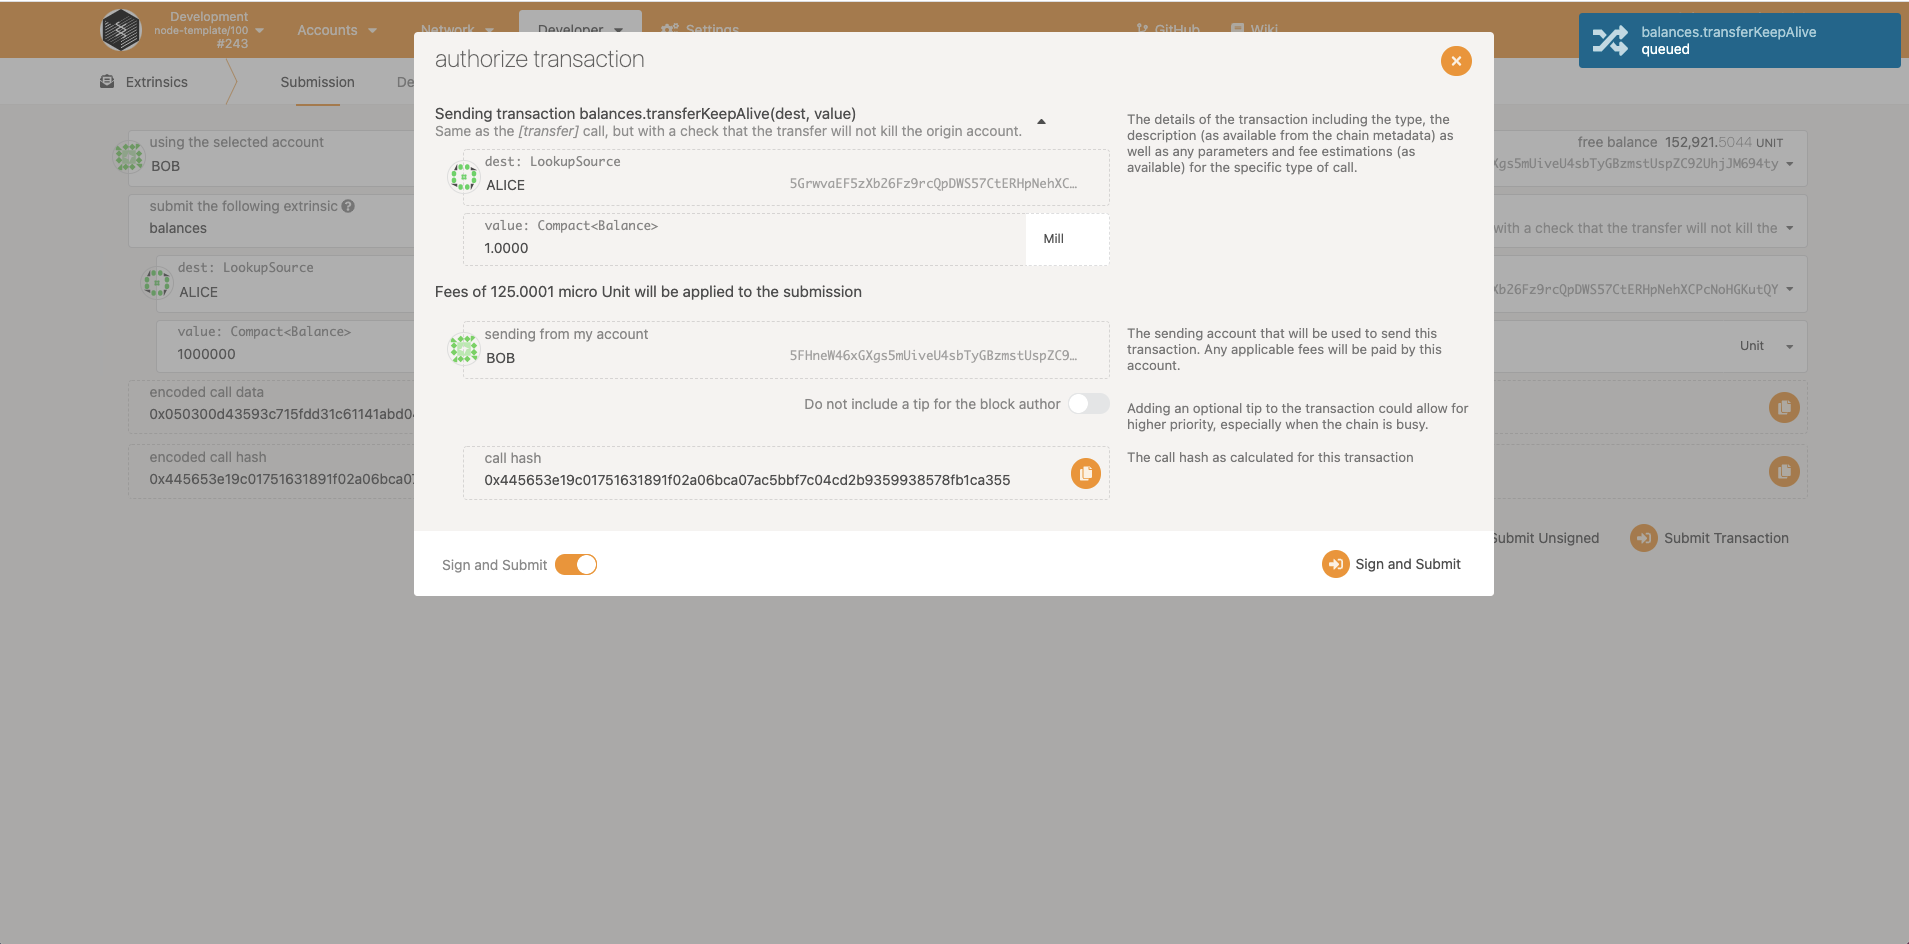 Development
node-template/100
#243
Accounts
Network
Developer
Settings
GitHub
Wiki
balances.transferKeepAlive
queued
Extrinsics
Submission
De
authorize transaction
Sending transaction balances.transferKeepAlive(dest, value)
Same as the [transfer] call, but with a check that the transfer will not kill the origin account.
The details of the transaction including the type, the
description (as available from the chain metadata) as
well as any parameters and fee estimations (as
available) for the specific type of call.
dest: LookupSource
ALICE
5GrwvaEF5zXb26Fz9rcQpDWS57CtERHpNehXC…
value: Compact<Balance>
1.0000
Mill
Fees of 125.0001 micro Unit will be applied to the submission
sending from my account
BOB
5FHneW46xGXgs5mUiveU4sbTyGBzmstUspZC9…
The sending account that will be used to send this
transaction. Any applicable fees will be paid by this
account.
Do not include a tip for the block author
Adding an optional tip to the transaction could allow for
higher priority, especially when the chain is busy.
call hash
0x445653e19c01751631891f02a06bca07ac5bbf7c04cd2b9359938578fb1ca355
The call hash as calculated for this transaction
Sign and Submit
Sign and Submit
using the selected account
BOB
free balance 152,921.5044 UNIT
Xgs5mUiveU4sbTyGBzmstUspZC92UhjJM694ty
submit the following extrinsic
balances
with a check that the transfer will not kill the
dest: LookupSource
ALICE
Xb26Fz9rcQpDWS57CtERHpNehXCPcNoHGKutQY
value: Compact<Balance>
1000000
Unit
encoded call data
0x050300d43593c715fdd31c61141abd04
encoded call hash
0x445653e19c01751631891f02a06bca07
Submit Unsigned
Submit Transaction